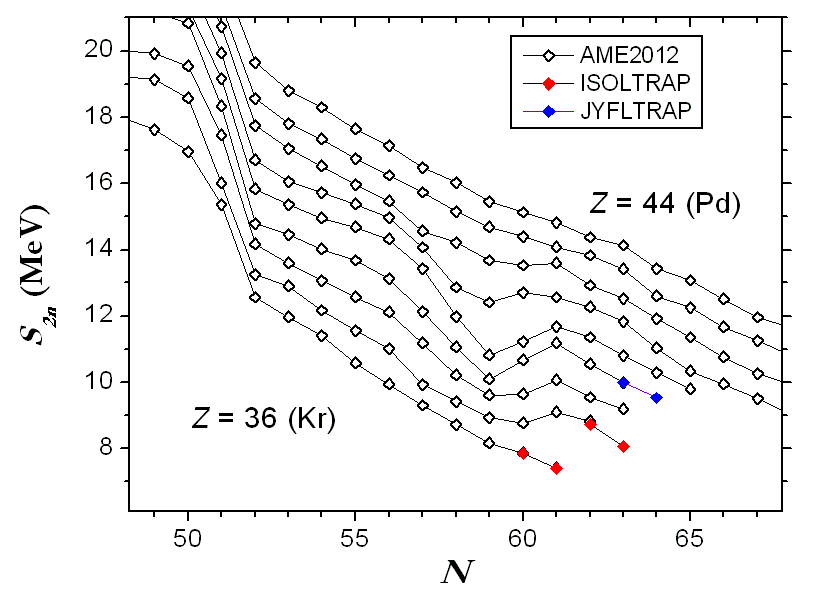 20
18
16
14
12
10
8
S2n (MeV)
AME2012
ISOLTRAP
JYFLTRAP
Z = 44 (Pd)
Z = 36 (Kr)
50
55
60
65
N